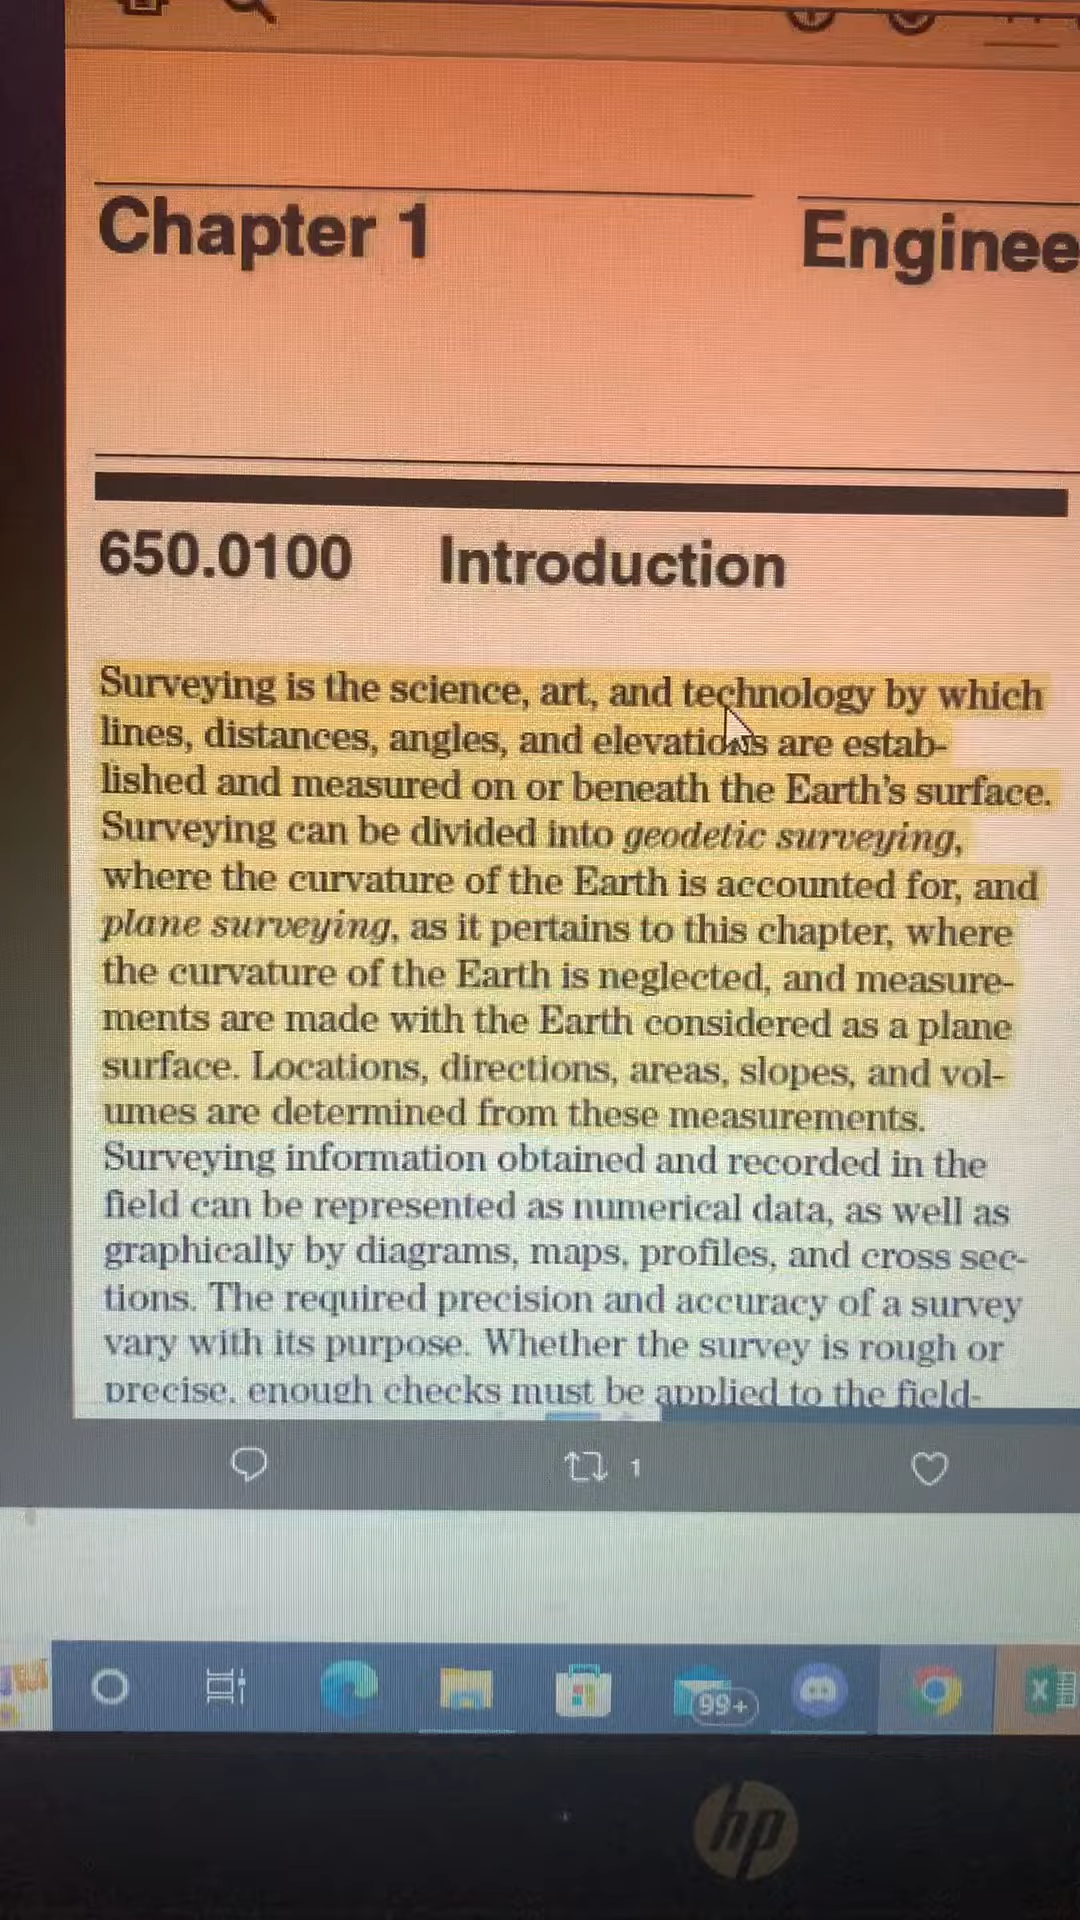 Chapter 1
Enginee
650.0100 Introduction
Surveying is the science, art, and technology by which
lines, distances, angles, and elevations are estab-
lished and measured on or beneath the Earth's surface.
Surveying can be divided into geodetic surveying,
where the curvature of the Earth is accounted for, and
plane surveying, as it pertains to this chapter, where
the curvature of the Earth is neglected, and measure-
ments are made with the Earth considered as a plane
surface. Locations, directions, areas, slopes, and vol-
umes are determined from these measurements.
Surveying information obtained and recorded in the
field can be represented as numerical data, as well as
graphically by diagrams, maps, profiles, and cross sec-
tions. The required precision and accuracy of a survey
vary with its purpose. Whether the survey is rough or
precise, enough checks must be applied to the field-
1
99+
X
hp